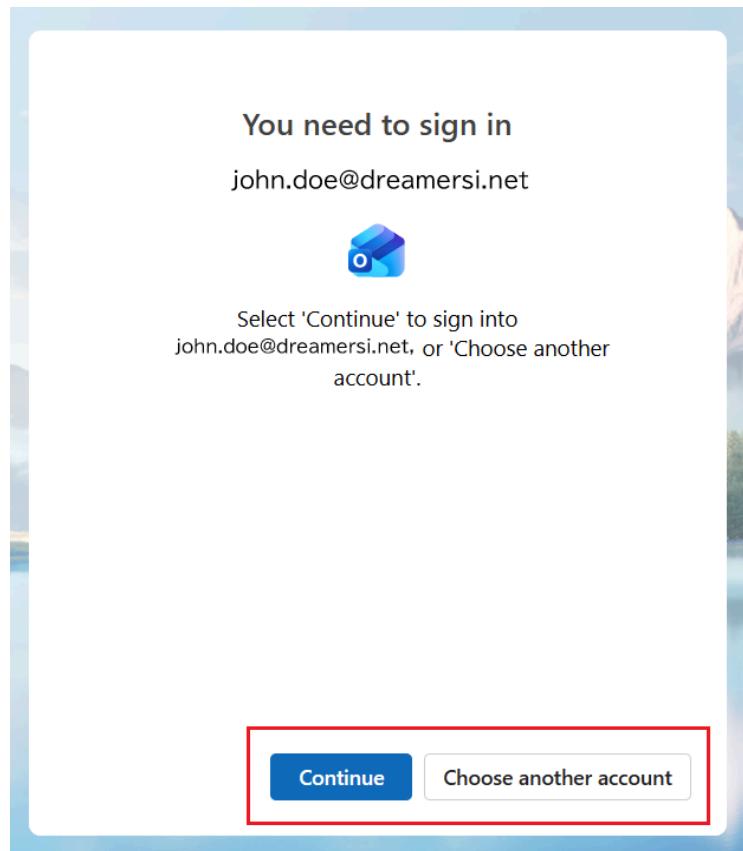 You need to sign in
john.doe@dreamersi.net
O
Select 'Continue' to sign into
john.doe@dreamersi.net, or 'Choose another
account'.
Continue
Choose another account